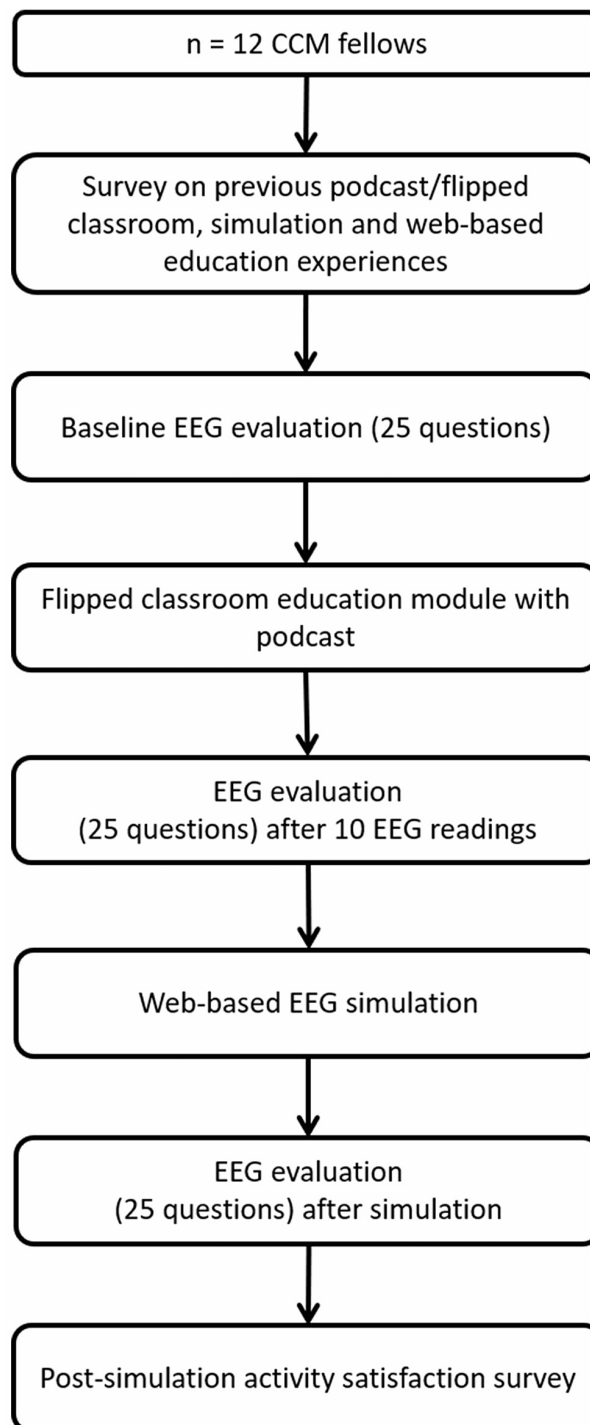 n = 12 CCM fellows
Survey on previous podcast/flipped
classroom, simulation and web-based
education experiences
Baseline EEG evaluation (25 questions)
Flipped classroom education module with
podcast
EEG evaluation
(25 questions) after 10 EEG readings
Web-based EEG simulation
EEG evaluation
(25 questions) after simulation
Post-simulation activity satisfaction survey